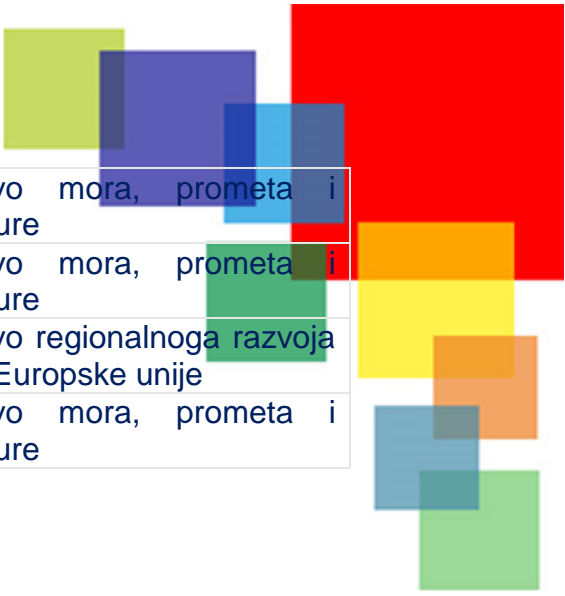 vo mora, prometa i
ure
vo mora, prometa i
ure
vo regionalnoga razvoja
Europske unije
vo mora, prometa i
ure